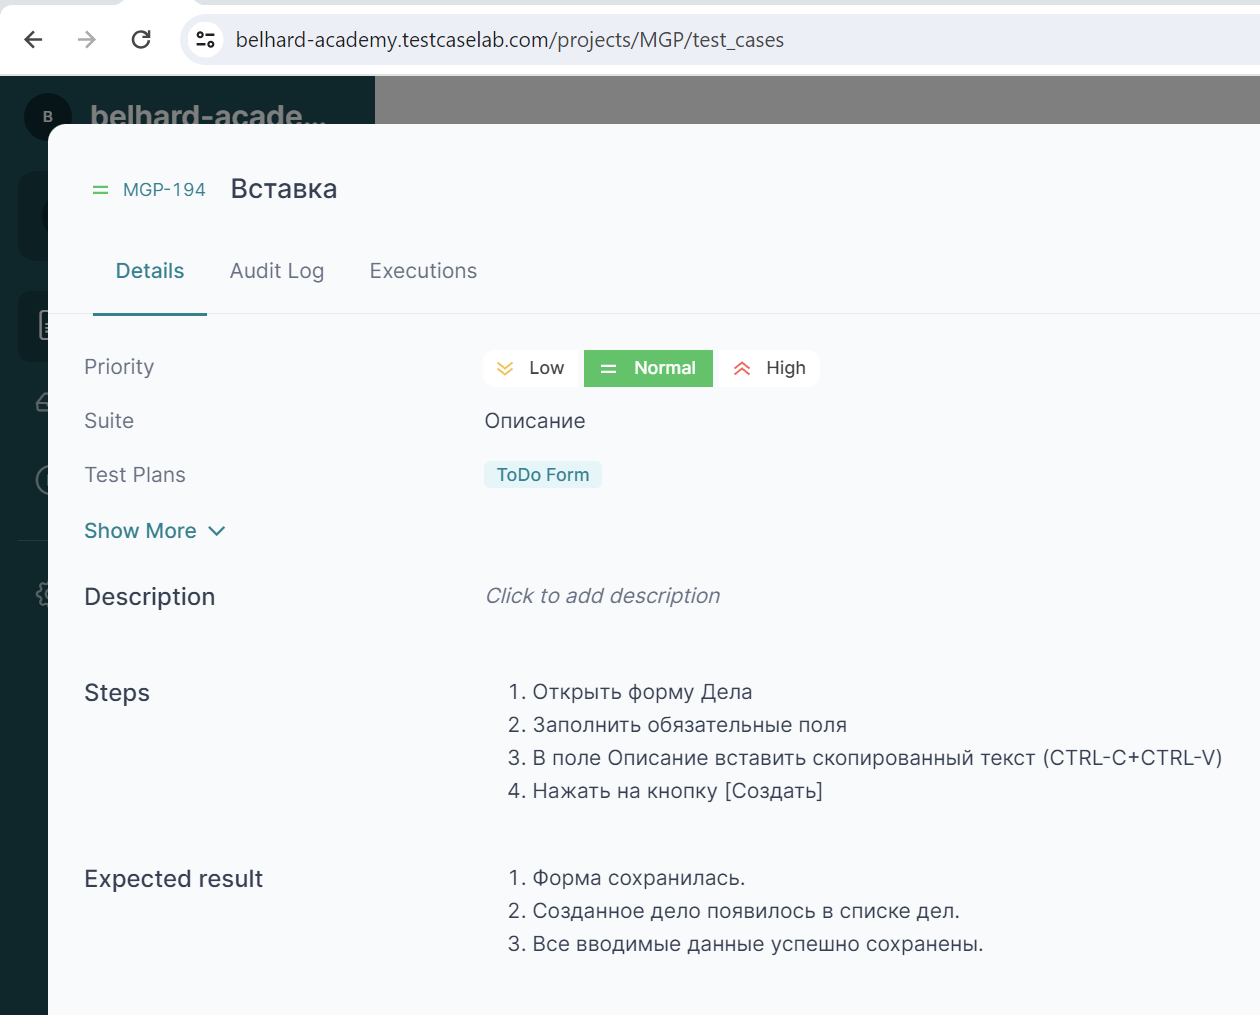 belhard-academy.testcaselab.com/projects/MGP/test_cases
B belhard-acade...
MGP-194 Вставка
Details Audit Log Executions
Priority Low Normal High
Suite Описание
Test Plans ToDo Form
Show More
Description Click to add description
Steps
1. Открыть форму Дела
2. Заполнить обязательные поля
3. В поле Описание вставить скопированный текст (CTRL-C+CTRL-V)
4. Нажать на кнопку [Создать]
Expected result
1. Форма сохранилась.
2. Созданное дело появилось в списке дел.
3. Все вводимые данные успешно сохранены.